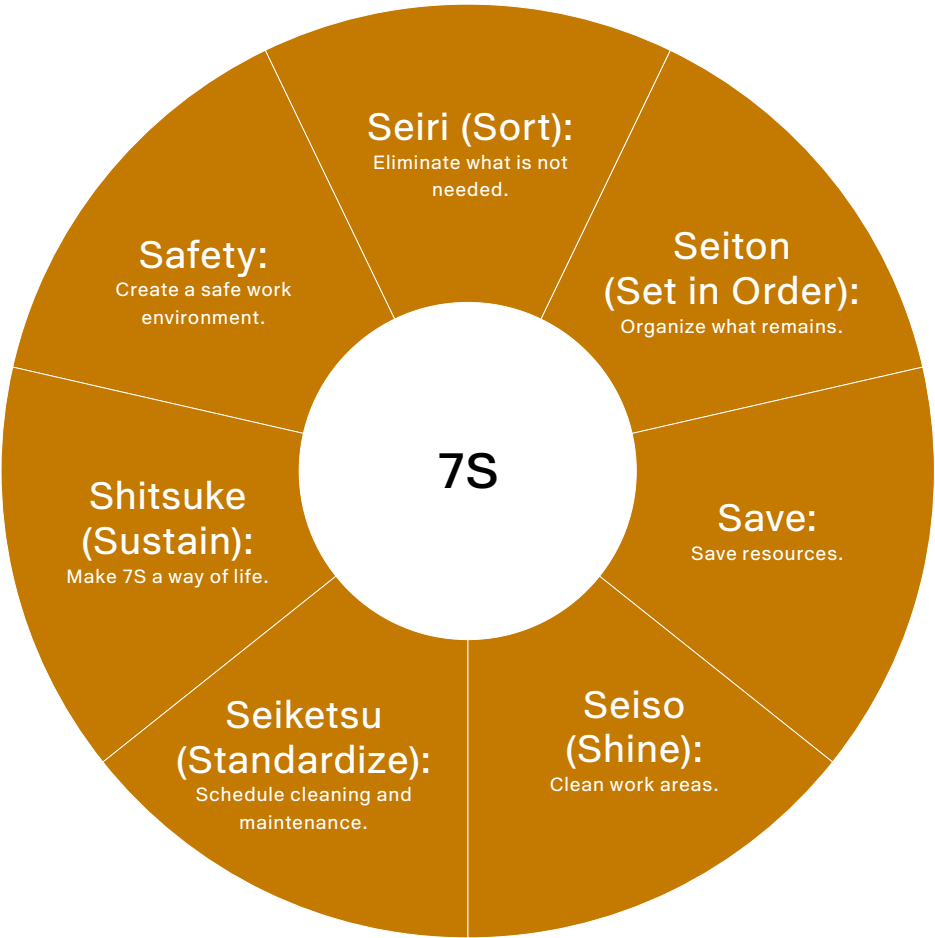 7S
Seiri (Sort):
Eliminate what is not
needed.
Seiton
(Set in Order):
Organize what remains.
Save:
Save resources.
Seiso
(Shine):
Clean work areas.
Seiketsu
(Standardize):
Schedule cleaning and
maintenance.
Shitsuke
(Sustain):
Make 7S a way of life.
Safety:
Create a safe work
environment.